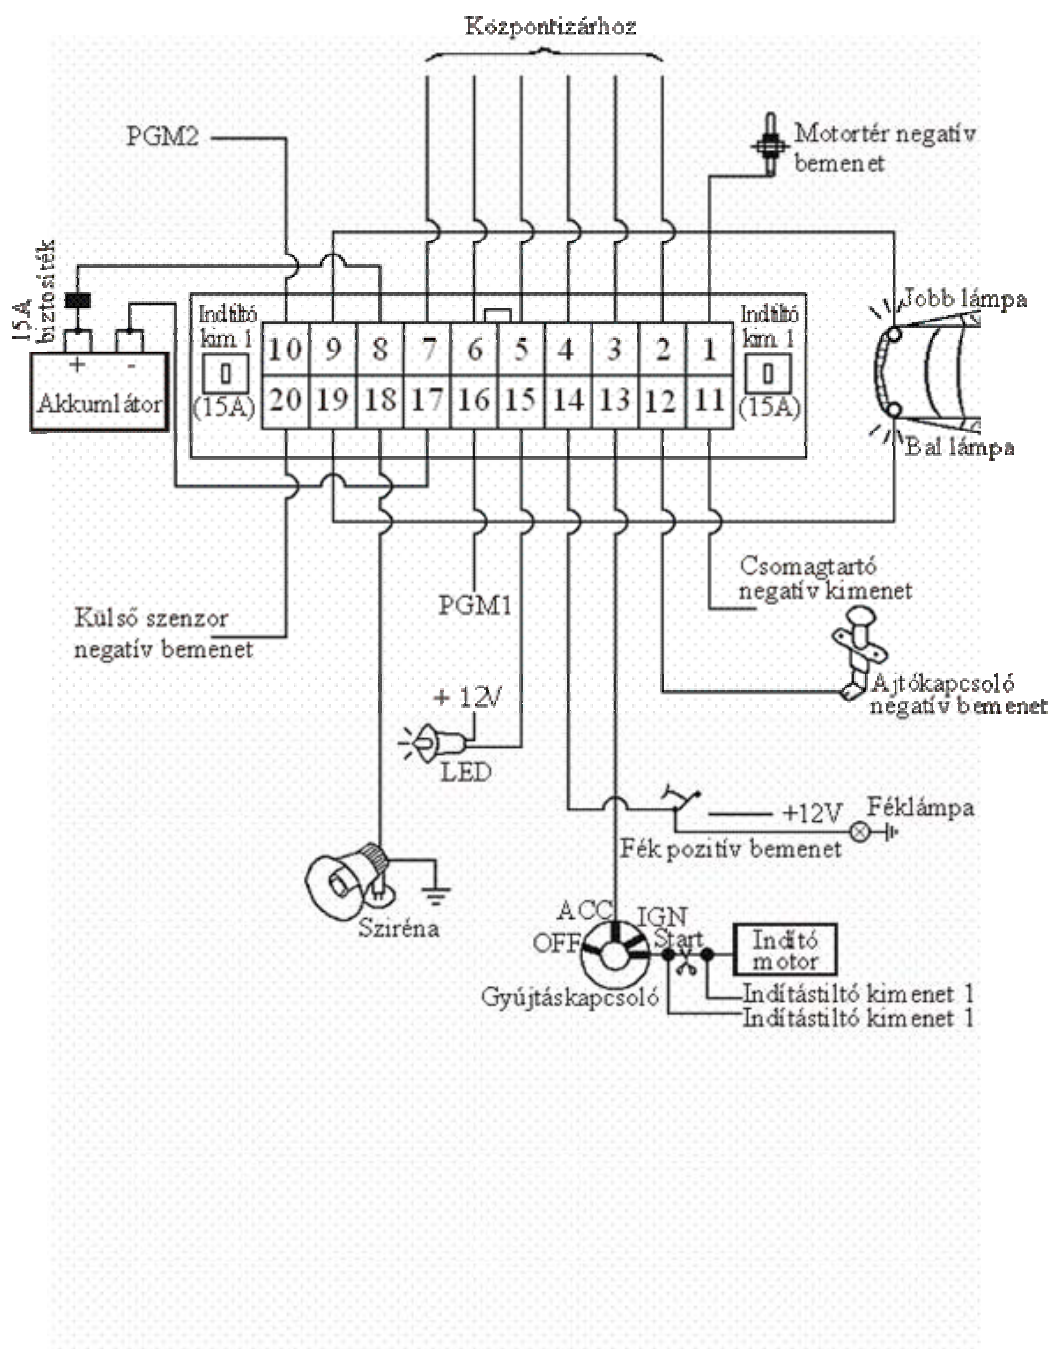 Központizárhoz
PGM2
Motortér negatív
bemenet
15A
biztosíték
Jobb lámpa
Indtiltó
kim 1
Indtiltó
kim 1
10 9 8 7 6 5 4 3 2 1
+ -
Akkumlátor
(15A)
20 19 18 17 16 15 14 13 12 11
(15A)
Bal lámpa
Csomagtartó
negatív kimenet
PGM1
Külső szenzor
negatív bemenet
Ajtókapcsoló
negatív bemenet
+ 12V
LED
+12V
Féklámpa
Fék pozitív bemenet
Sziréna
ACC
IGN
OFF
Start
Indító
motor
Gyújtáskapcsoló
Indítástiltó kimenet 1
Indítástiltó kimenet 1